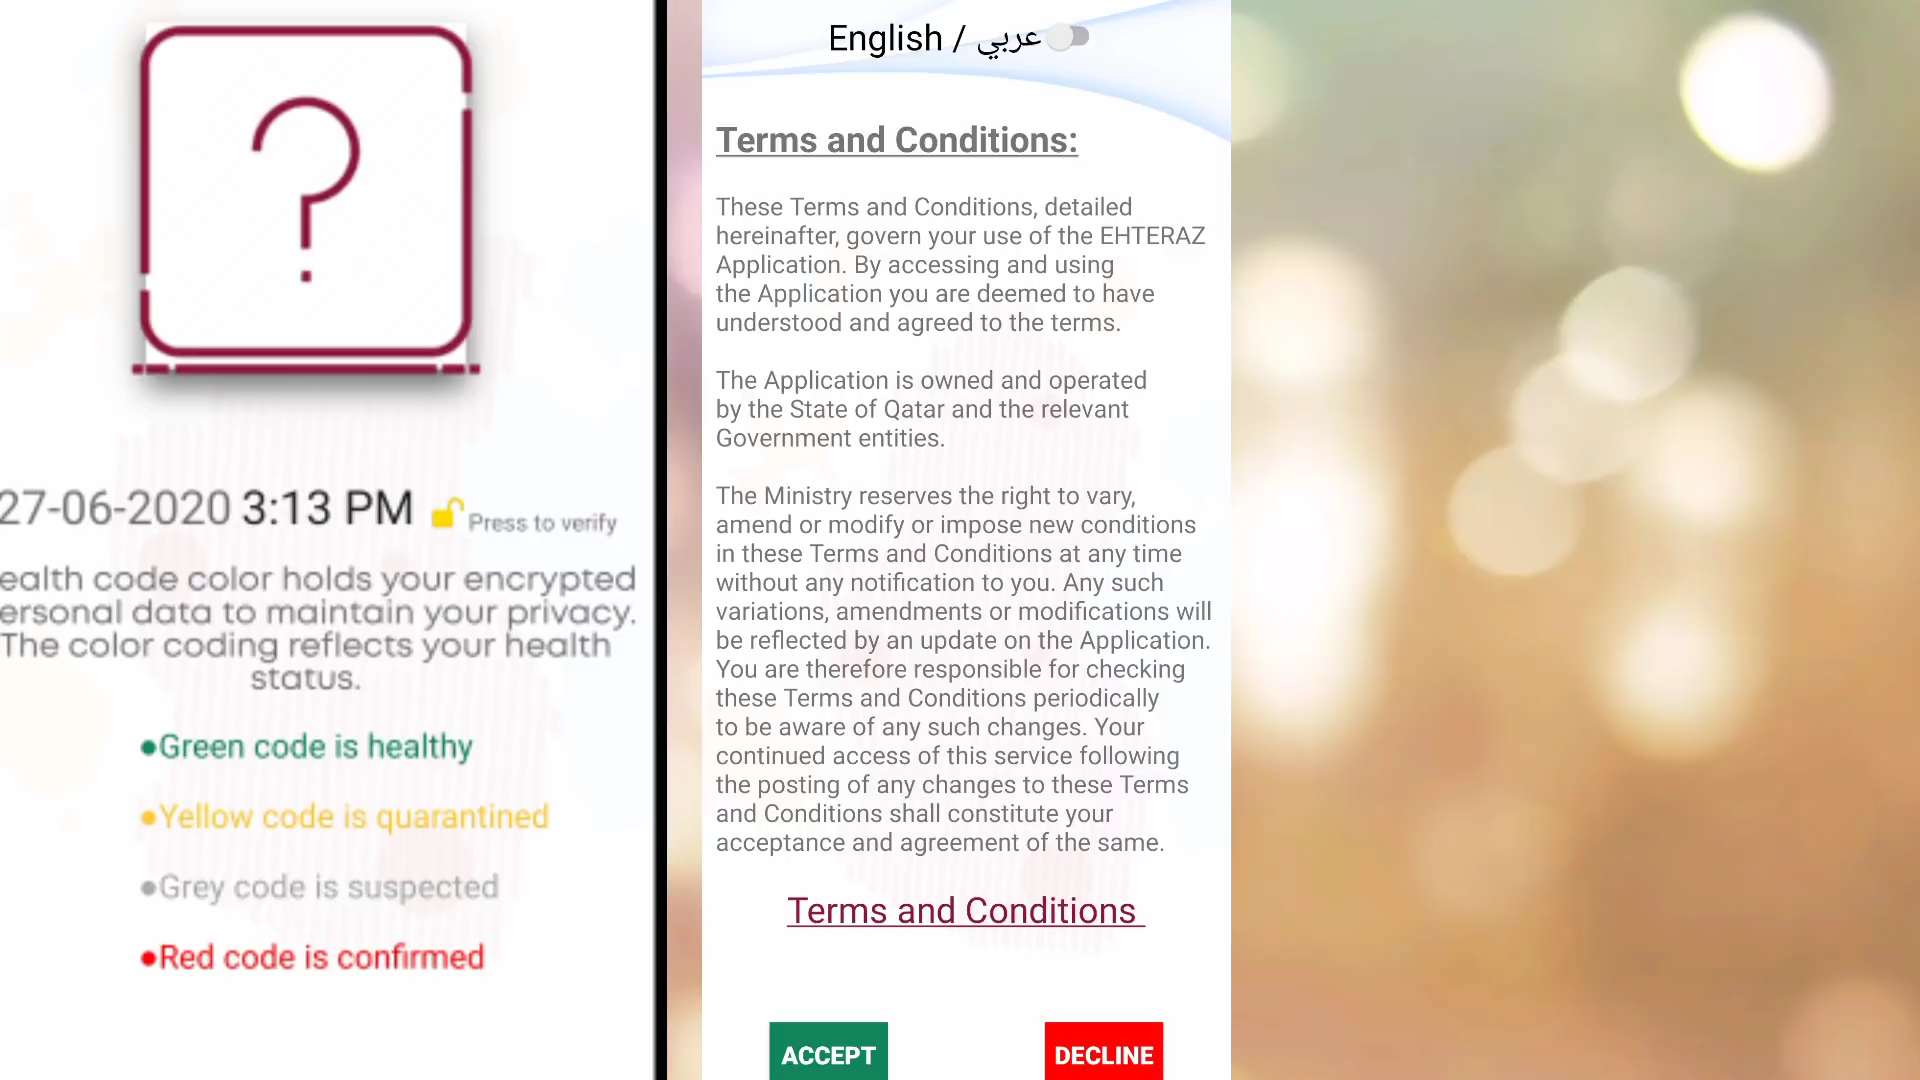 ?
27-06-2020 3:13 PM Press to verify
ealth code color holds your encrypted
ersonal data to maintain your privacy.
The color coding reflects your health
status.
•Green code is healthy
•Yellow code is quarantined
•Grey code is suspected
•Red code is confirmed
English / عربي
Terms and Conditions:
These Terms and Conditions, detailed
hereinafter, govern your use of the EHTERAZ
Application. By accessing and using
the Application you are deemed to have
understood and agreed to the terms.
The Application is owned and operated
by the State of Qatar and the relevant
Government entities.
The Ministry reserves the right to vary,
amend or modify or impose new conditions
in these Terms and Conditions at any time
without any notification to you. Any such
variations, amendments or modifications will
be reflected by an update on the Application.
You are therefore responsible for checking
these Terms and Conditions periodically
to be aware of any such changes. Your
continued access of this service following
the posting of any changes to these Terms
and Conditions shall constitute your
acceptance and agreement of the same.
Terms and Conditions
ACCEPT
DECLINE